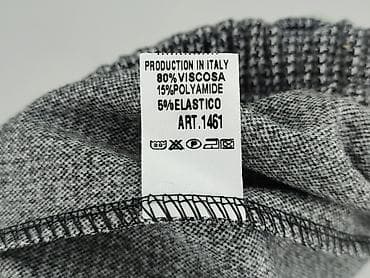 PRODUCTION IN ITALY
80%VISCOSA
15%POLYAMIDE
5%ELASTICO
ART.1461